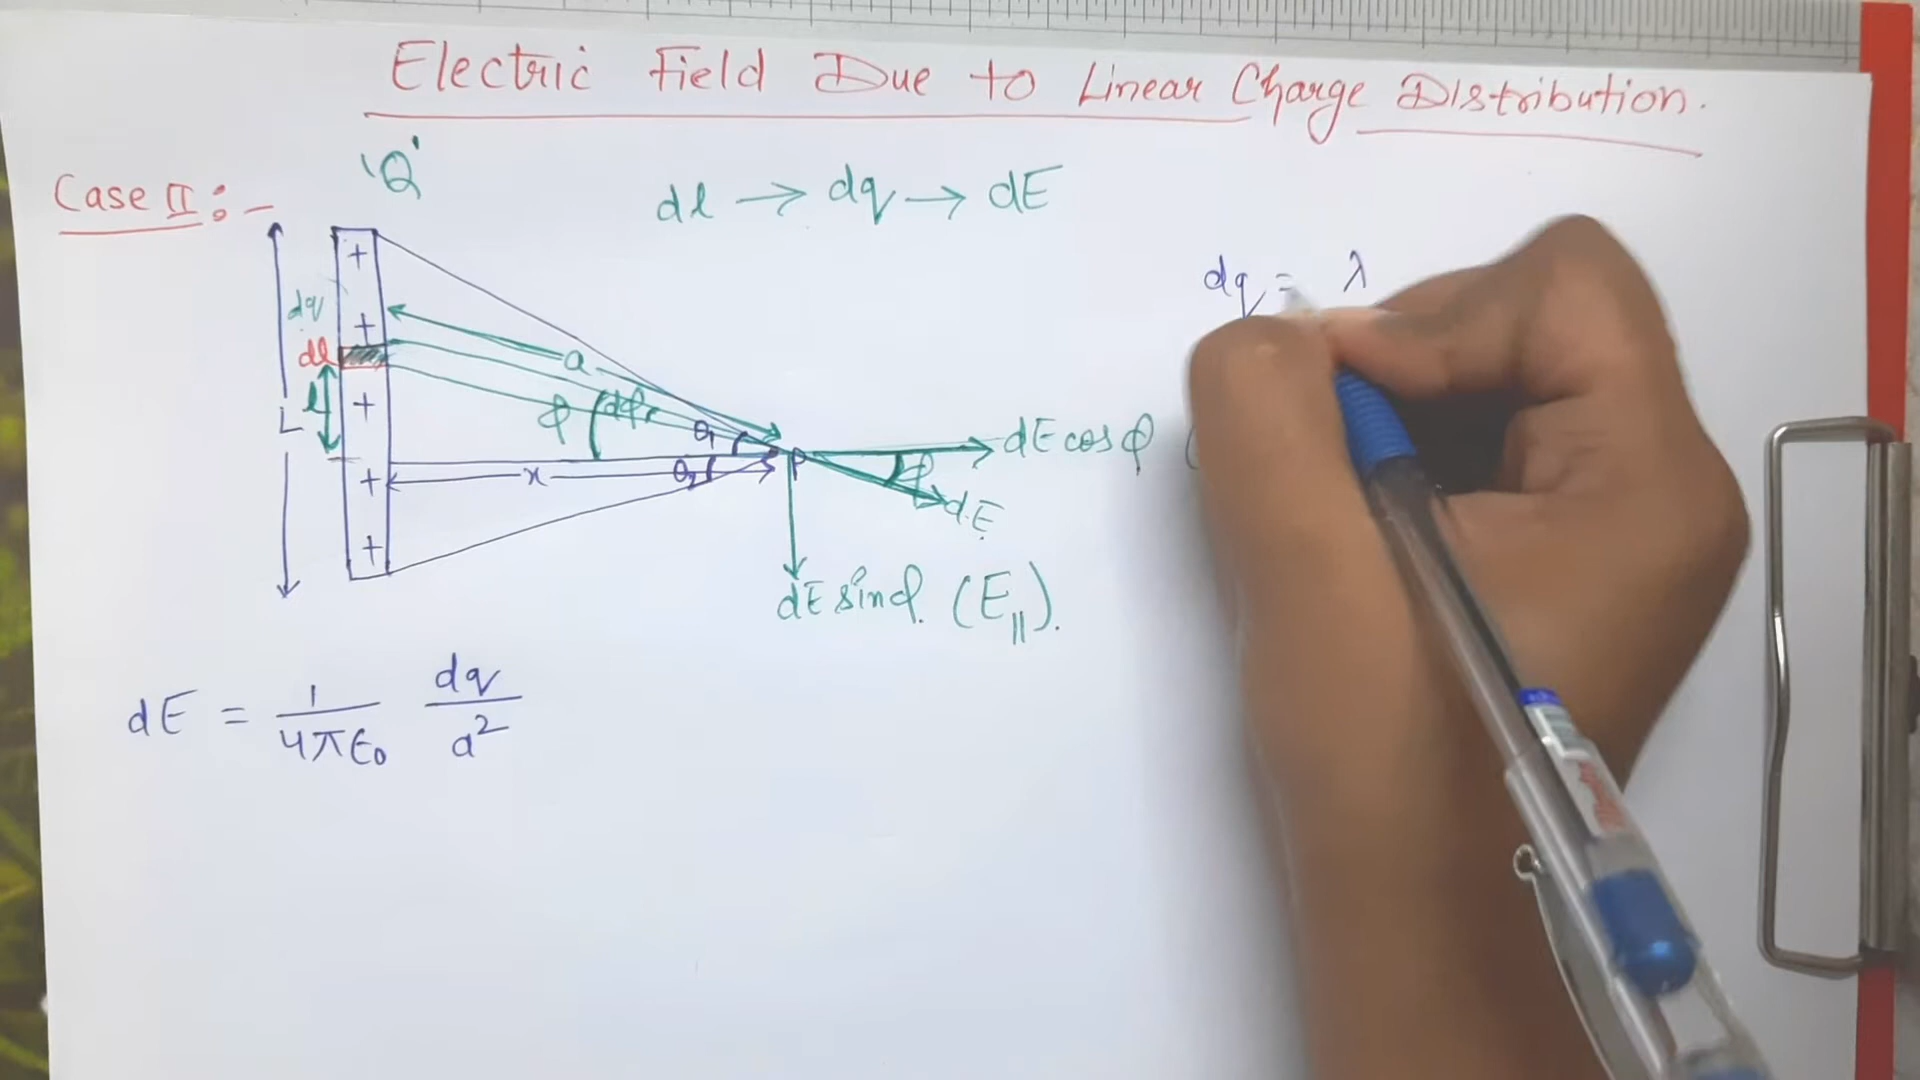 Electric Field Due to Linear Charge Distribution.
Case II :-
'Q'
dl → dq → dE
dq = λ
+
dq
+
dl
a
l
+
ϕ
dϕ
θ₁
dE cos ϕ (
L
P
ϕ
+
x
θ₂
dE
+
dE sin ϕ. (E∥).
dE = 1/4πε₀ dq/a²